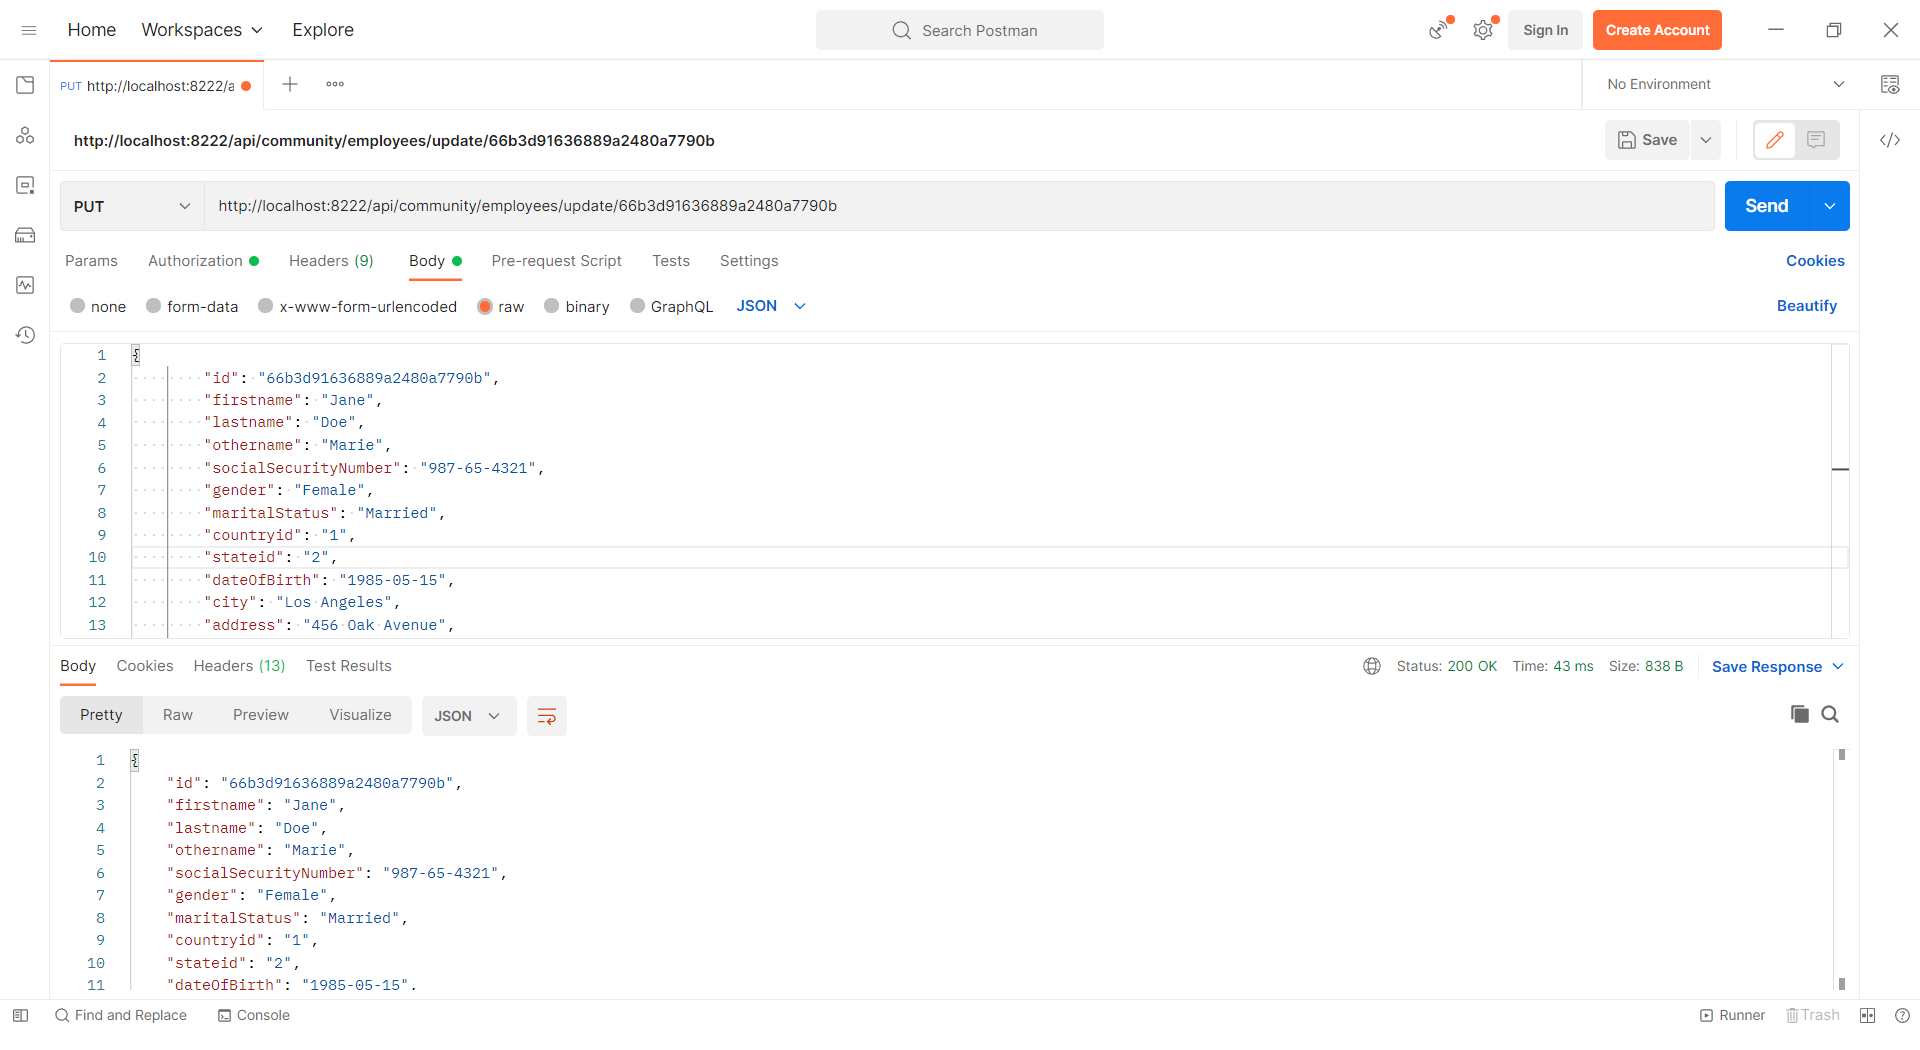 Home Workspaces Explore Search Postman Sign In Create Account
PUT http://localhost:8222/a No Environment
http://localhost:8222/api/community/employees/update/66b3d91636889a2480a7790b Save
PUT http://localhost:8222/api/community/employees/update/66b3d91636889a2480a7790b Send
Params Authorization Headers (9) Body Pre-request Script Tests Settings Cookies
none form-data x-www-form-urlencoded raw binary GraphQL JSON Beautify
1 {
2 "id": "66b3d91636889a2480a7790b",
3 "firstname": "Jane",
4 "lastname": "Doe",
5 "othername": "Marie",
6 "socialSecurityNumber": "987-65-4321",
7 "gender": "Female",
8 "maritalStatus": "Married",
9 "countryid": "1",
10 "stateid": "2",
11 "dateOfBirth": "1985-05-15",
12 "city": "Los Angeles",
13 "address": "456 Oak Avenue",
Body Cookies Headers (13) Test Results Status: 200 OK Time: 43 ms Size: 838 B Save Response
Pretty Raw Preview Visualize JSON
1 {
2 "id": "66b3d91636889a2480a7790b",
3 "firstname": "Jane",
4 "lastname": "Doe",
5 "othername": "Marie",
6 "socialSecurityNumber": "987-65-4321",
7 "gender": "Female",
8 "maritalStatus": "Married",
9 "countryid": "1",
10 "stateid": "2",
11 "dateOfBirth": "1985-05-15",
Find and Replace Console Runner Trash